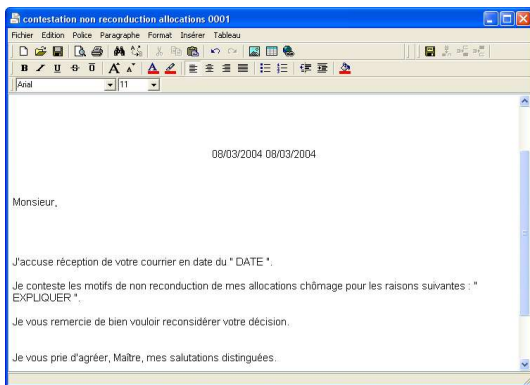 contestation non reconduction allocations 0001
Fichier Edition Police Paragraphe Format Insérer Tableau
Arial 11
08/03/2004 08/03/2004
Monsieur,
J'accuse réception de votre courrier en date du " DATE ".
Je conteste les motifs de non reconduction de mes allocations chômage pour les raisons suivantes : "
EXPLIQUER ".
Je vous remercie de bien vouloir reconsidérer votre décision.
Je vous prie d'agréer, Maître, mes salutations distinguées.